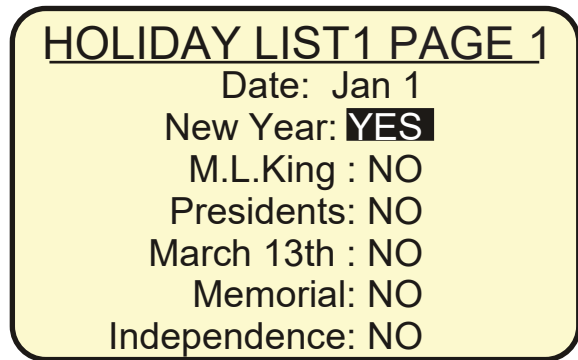 HOLIDAY LIST1 PAGE 1
Date: Jan 1
New Year: YES
M.L.King : NO
Presidents: NO
March 13th : NO
Memorial: NO
Independence: NO